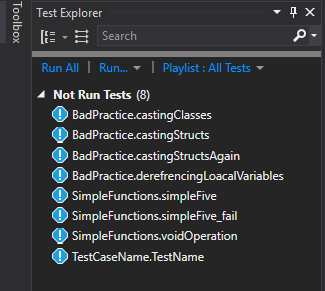 Toolbox
Test Explorer
Search
Run All | Run... | Playlist : All Tests
Not Run Tests (8)
BadPractice.castingClasses
BadPractice.castingStructs
BadPractice.castingStructsAgain
BadPractice.derefrencingLoacalVariables
SimpleFunctions.simpleFive
SimpleFunctions.simpleFive_fail
SimpleFunctions.voidOperation
TestCaseName.TestName